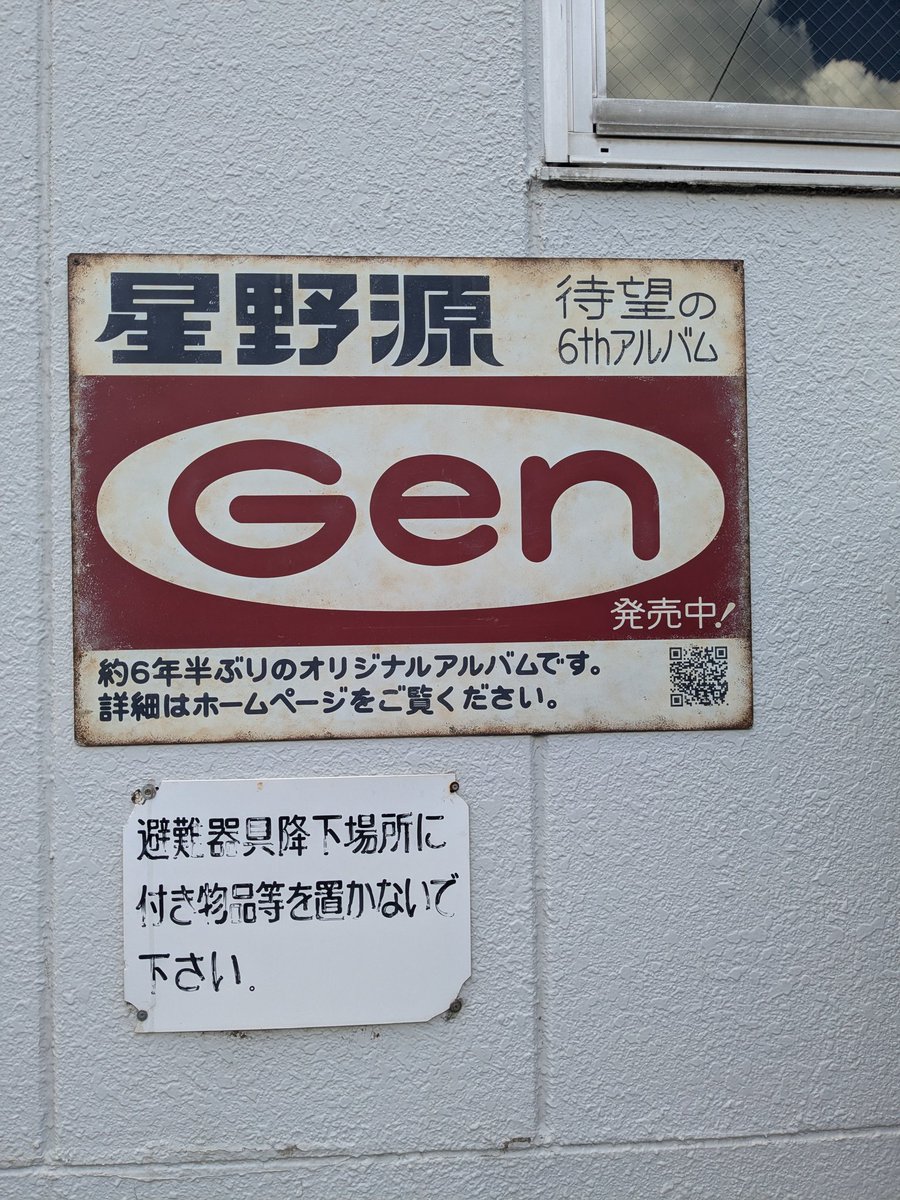 星野源
待望の
6thアルバム
Gen
発売中!
約6年半ぶりのオリジナルアルバムです。
詳細はホームページをご覧ください。
避難器具降下場所に
付き物品等を置かないで
下さい。